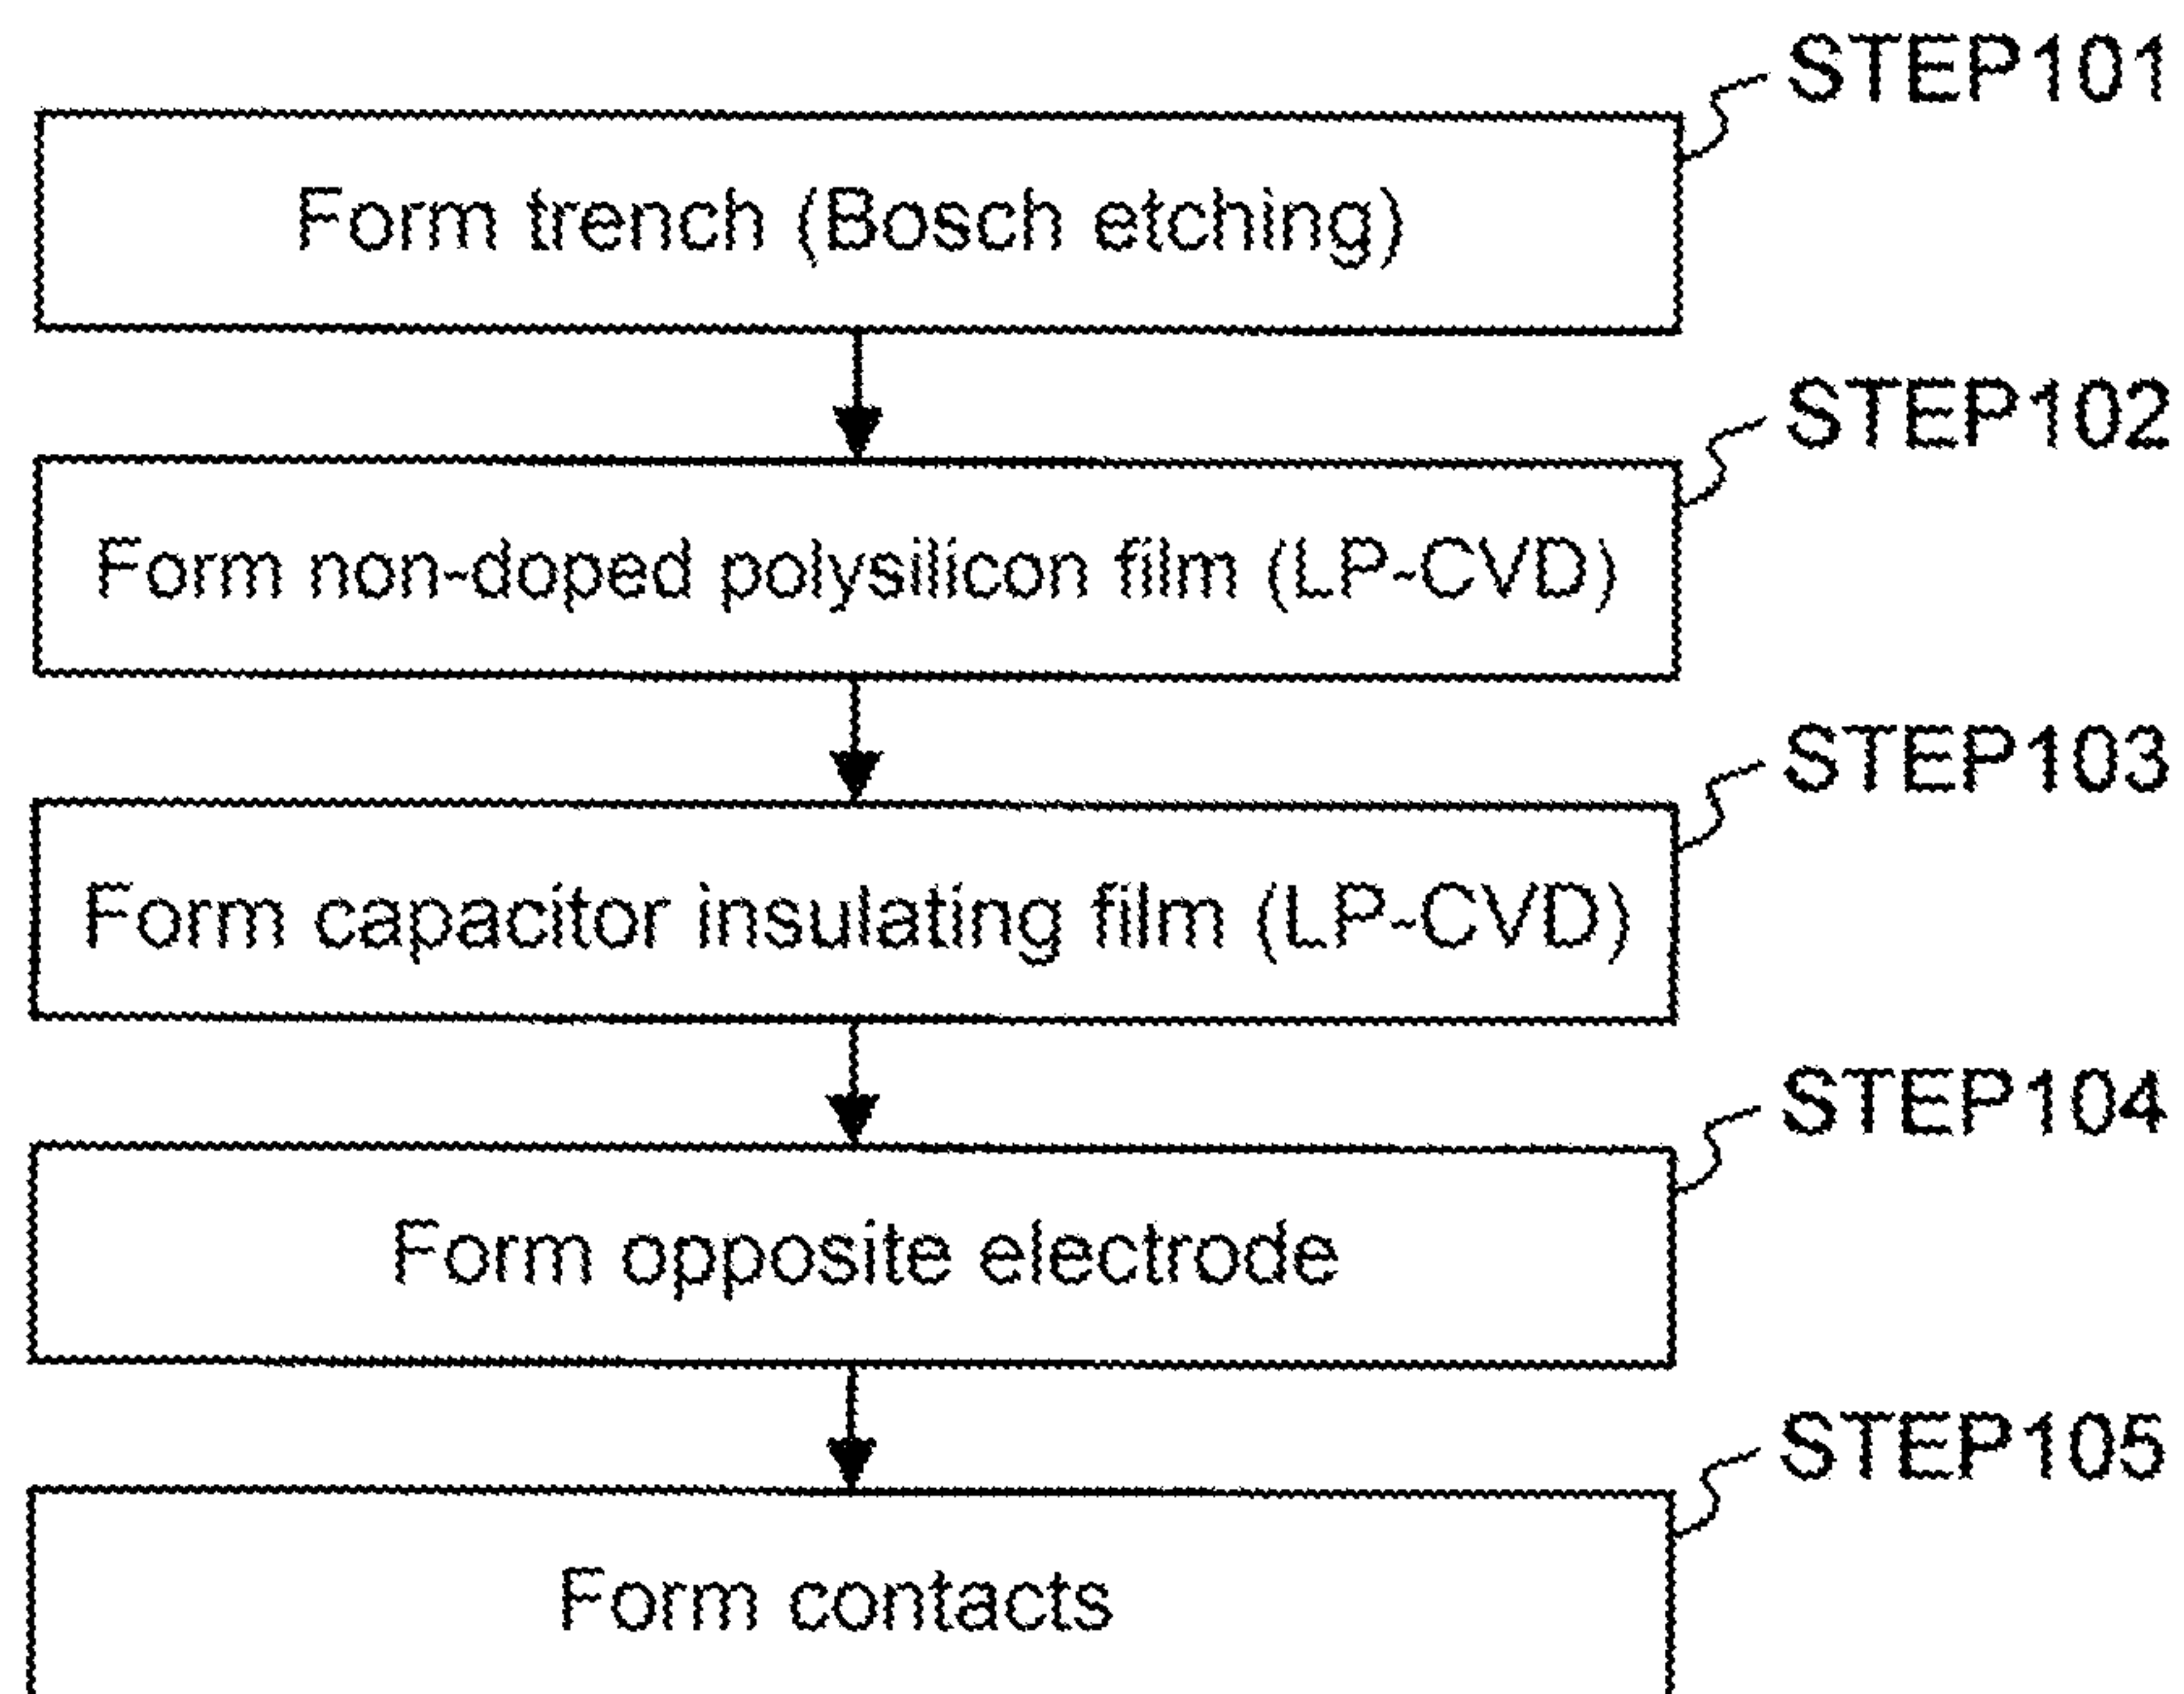 STEP101
Form trench (Bosch etching)
STEP102
Form non-doped polysilicon film (LP-CVD)
STEP103
Form capacitor insulating film (LP-CVD)
STEP104
Form opposite electrode
STEP105
Form contacts